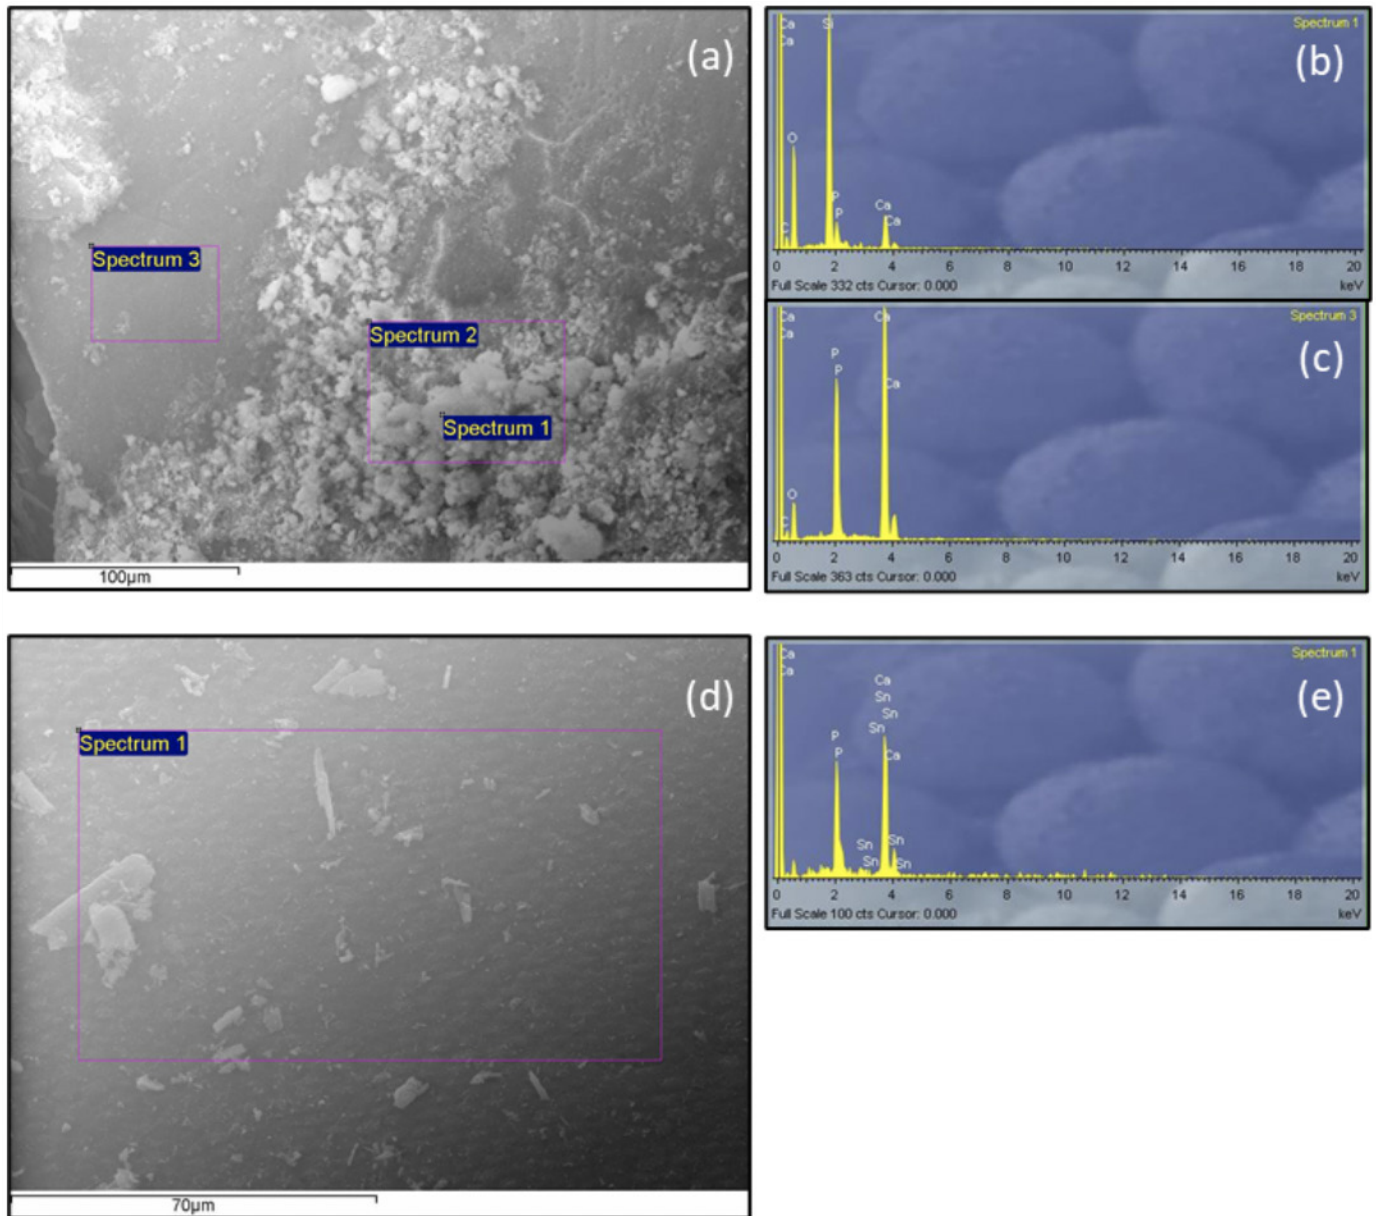 (a)
Spectrum 3
Spectrum 2
Spectrum 1
100µm
Spectrum 1
(b)
Ca
Ca
Si
O
P
P
Ca
Ca
C
0 2 4 6 8 10 12 14 16 18 20
Full Scale 332 cts Cursor: 0.000 keV
Spectrum 3
(c)
Ca
Ca
Ca
P
P
Ca
O
C
0 2 4 6 8 10 12 14 16 18 20
Full Scale 363 cts Cursor: 0.000 keV
(d)
Spectrum 1
70µm
Spectrum 1
(e)
Ca
Ca
Ca
Sn
Sn
Sn
P
P
Ca
Sn
Sn
Sn
0 2 4 6 8 10 12 14 16 18 20
Full Scale 100 cts Cursor: 0.000 keV